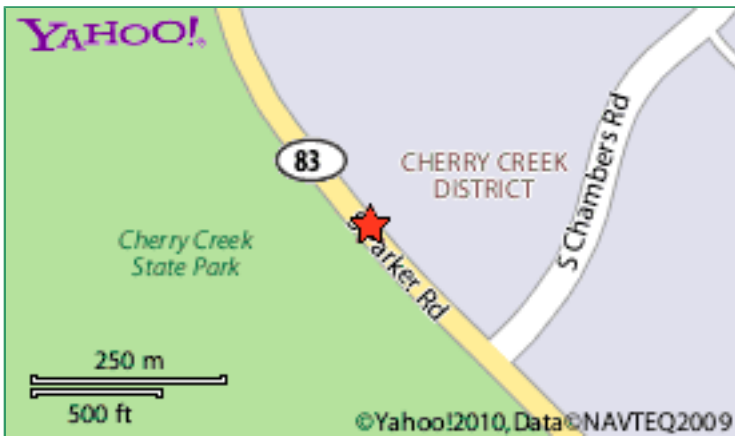 YAHOO!
83
CHERRY CREEK
DISTRICT
S Chambers Rd
Cherry Creek
State Park
S Parker Rd
250 m
500 ft
©Yahoo!2010,Data©NAVTEQ2009